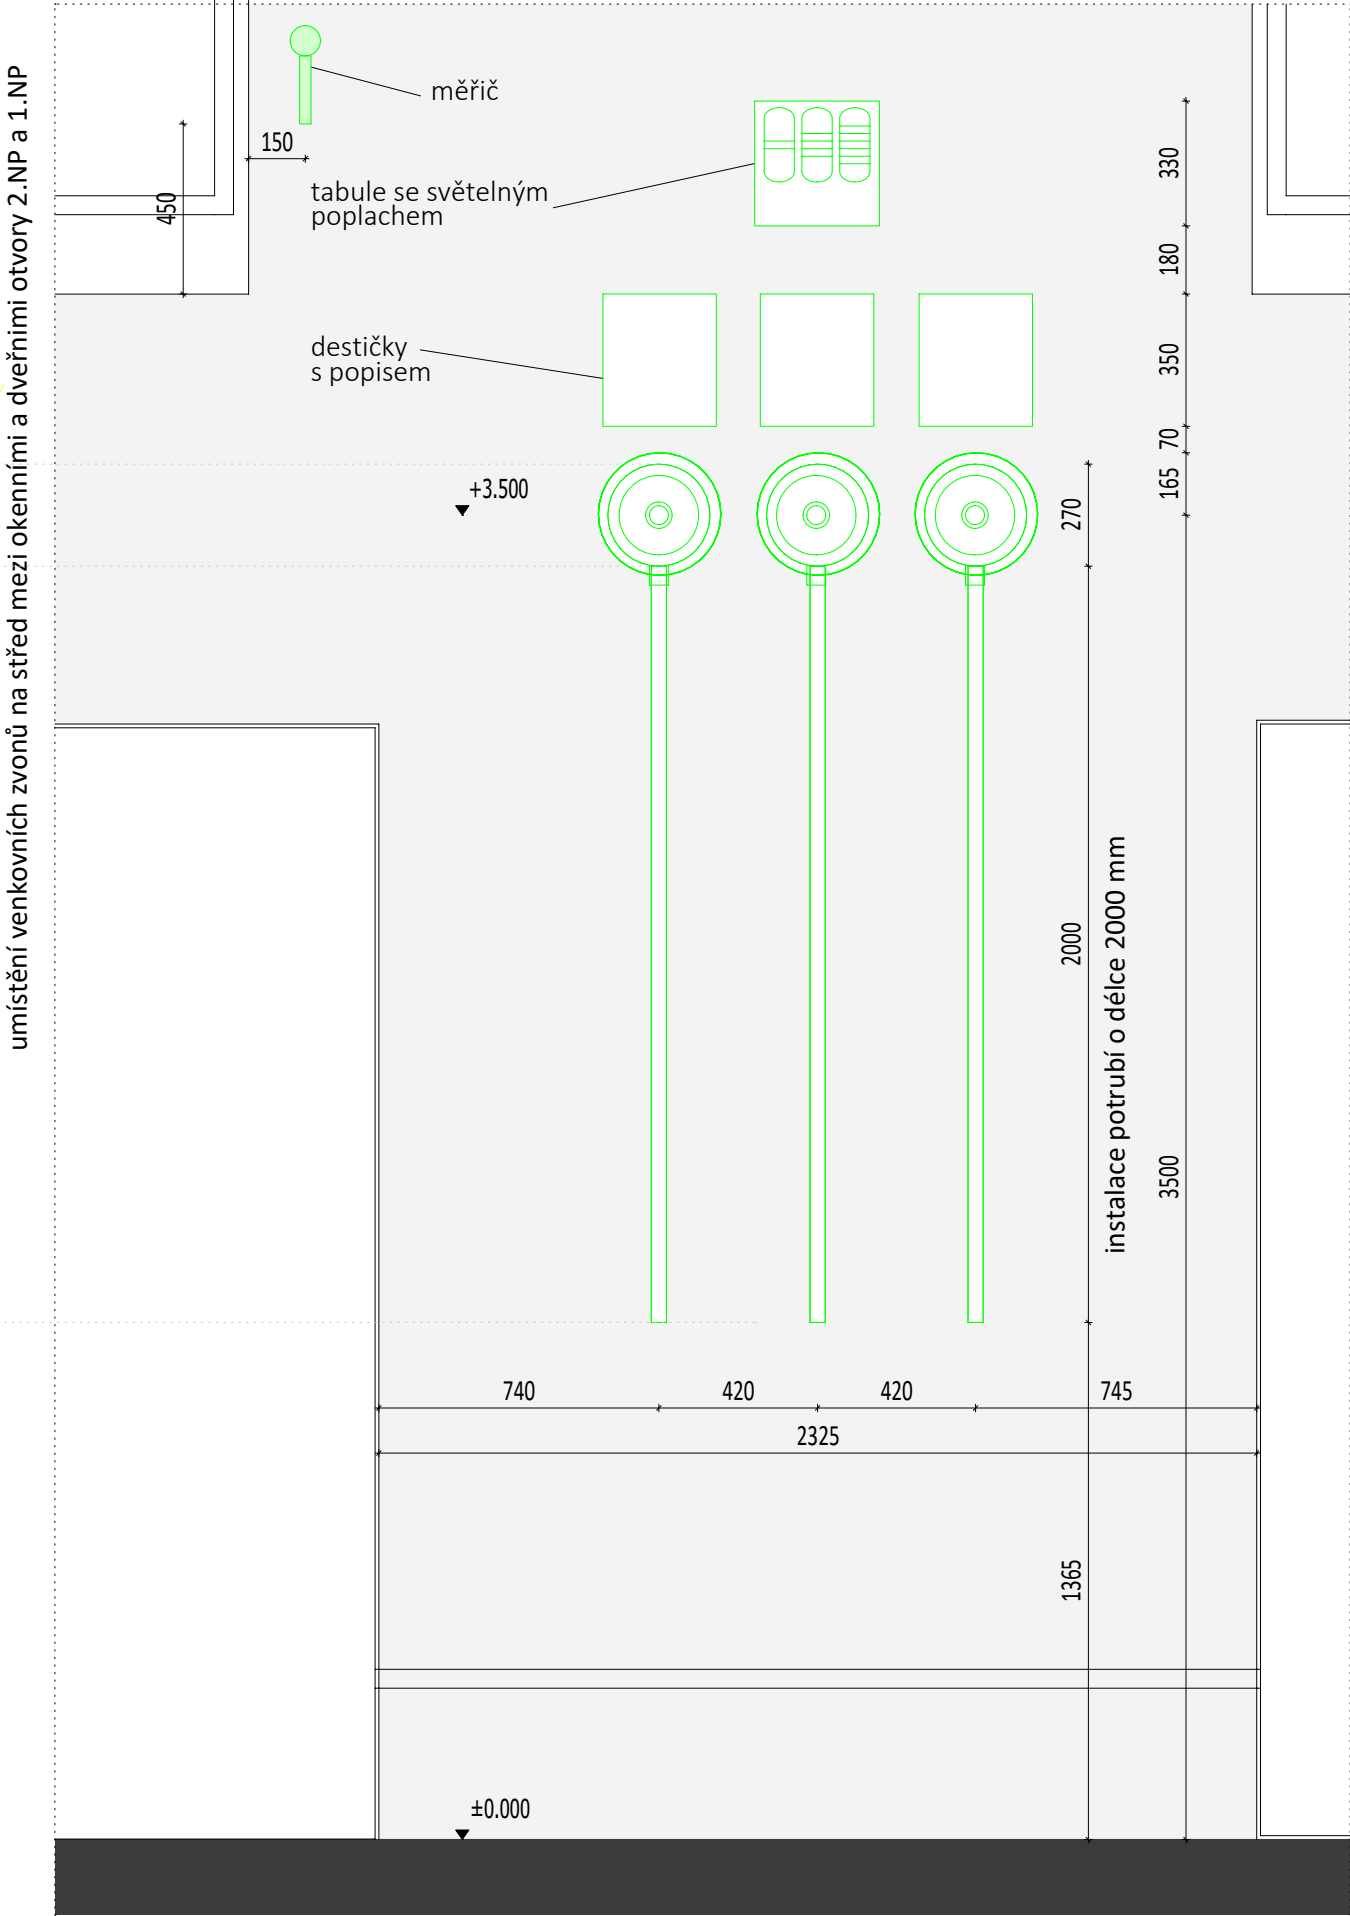 umístění venkovních zvonů na střed mezi okenními a dveřnimi otvory 2.NP a 1.NP
měřič
150
450
tabule se světelným
poplachem
330
180
destičky
s popisem
350
70
165
+3.500
270
2000
instalace potrubí o délce 2000 mm
3500
740
420
420
745
2325
1365
±0.000